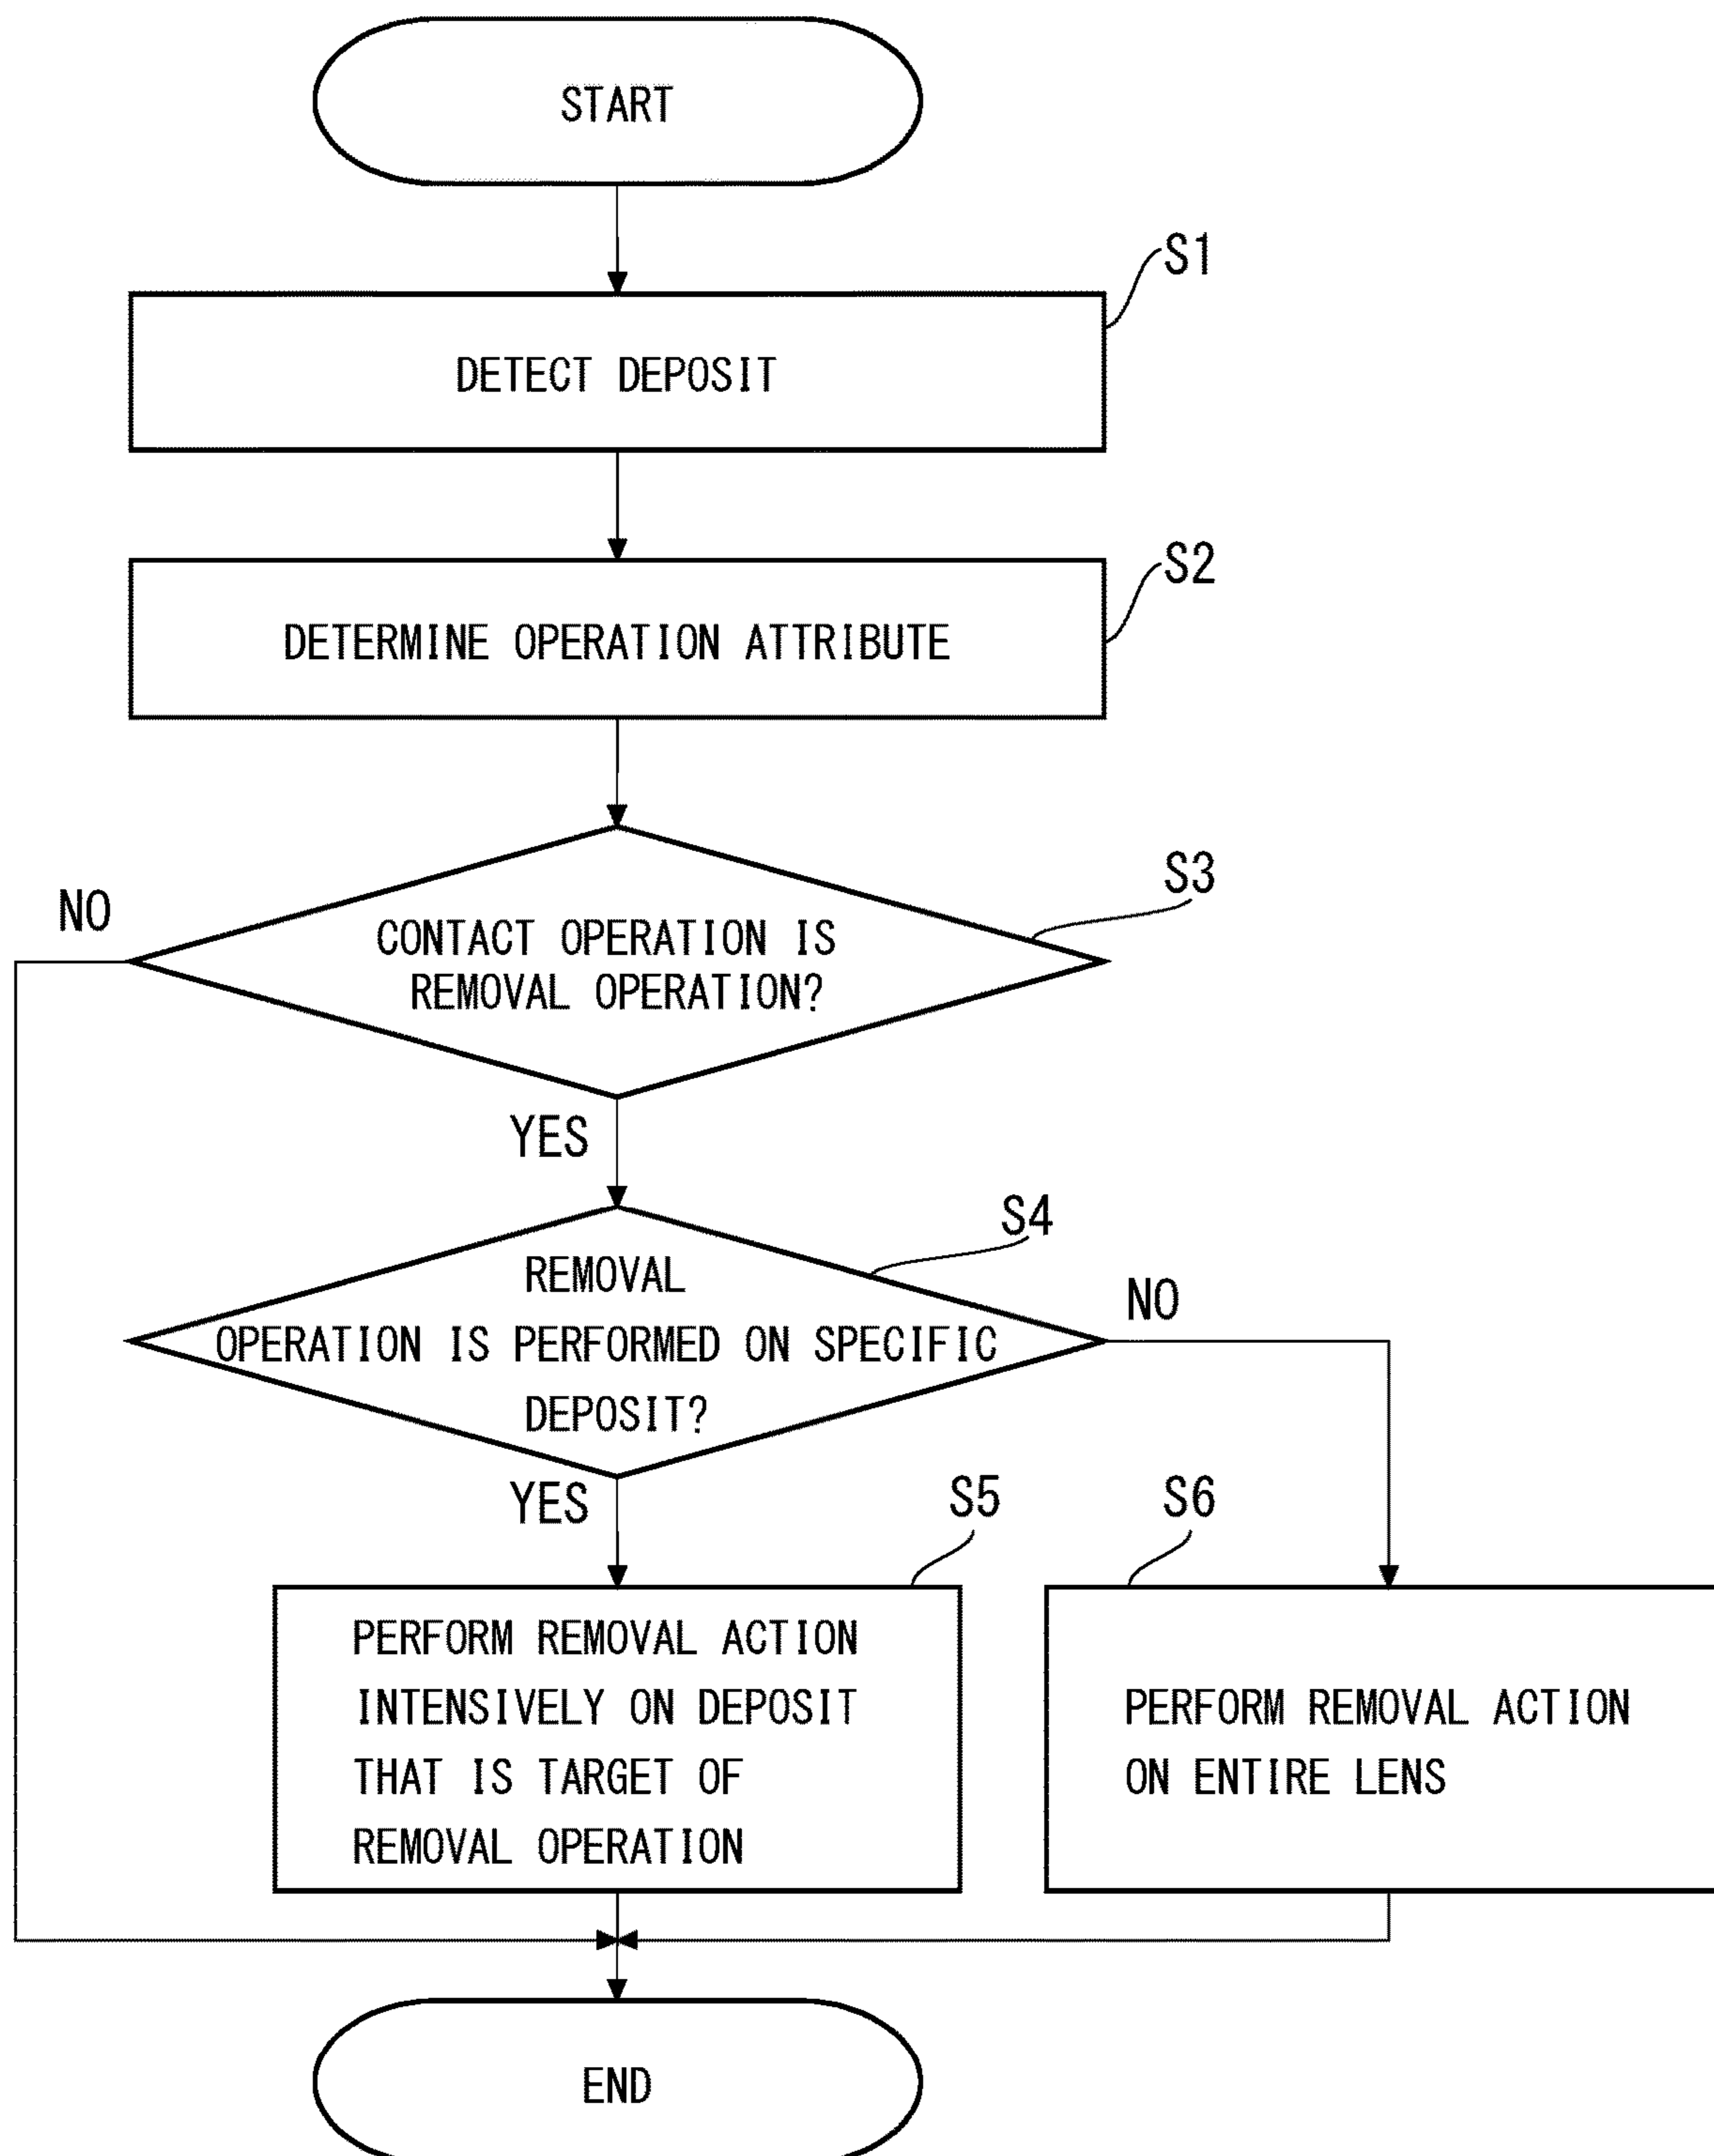 START
S1
DETECT DEPOSIT
S2
DETERMINE OPERATION ATTRIBUTE
S3
NO
CONTACT OPERATION IS
REMOVAL OPERATION?
YES
S4
REMOVAL
OPERATION IS PERFORMED ON SPECIFIC
DEPOSIT?
NO
YES
S5
S6
PERFORM REMOVAL ACTION
INTENSIVELY ON DEPOSIT
THAT IS TARGET OF
REMOVAL OPERATION
PERFORM REMOVAL ACTION
ON ENTIRE LENS
END